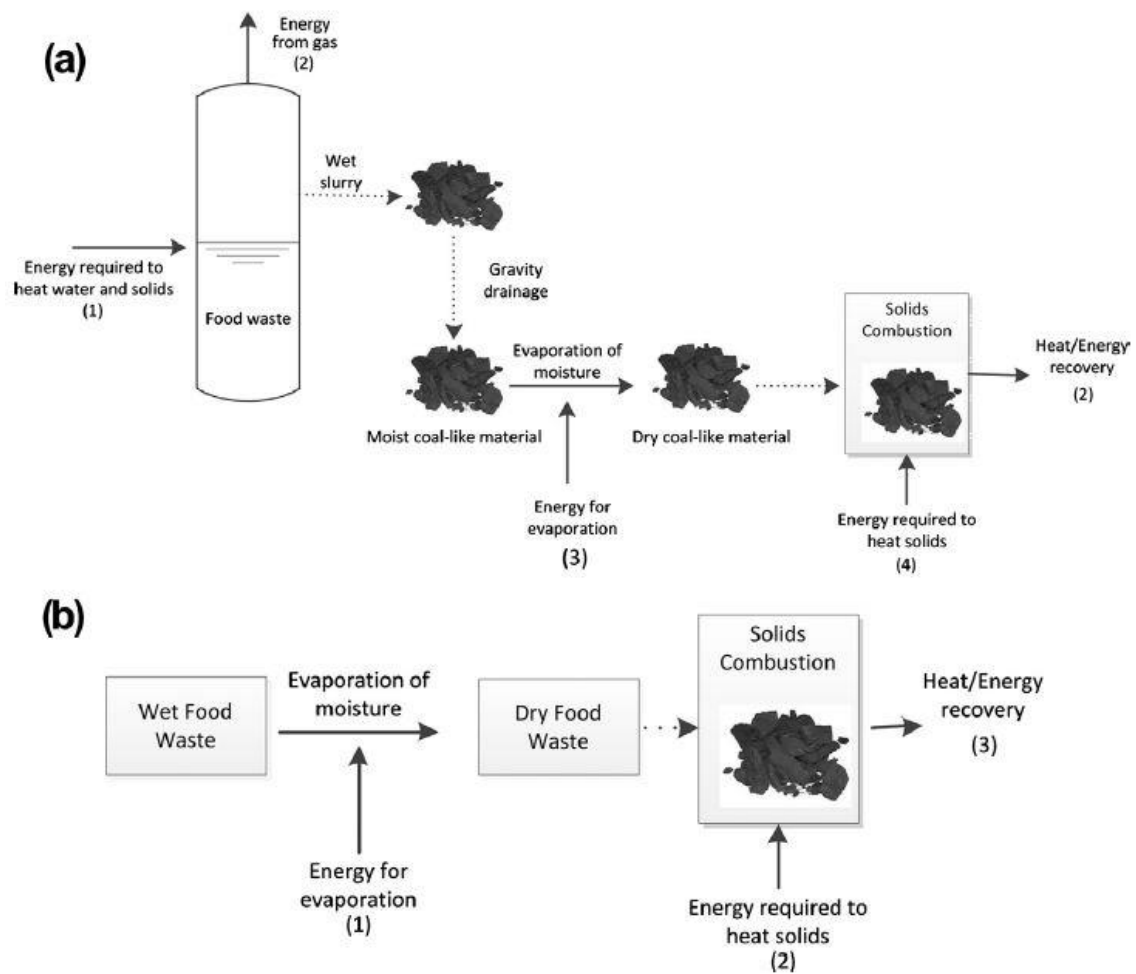 (a)
Energy
from gas
(2)
Wet
slurry
Energy required to
heat water and solids
(1)
Food waste
Gravity
drainage
Solids
Combustion
Heat/Energy
recovery
(2)
Evaporation of
moisture
Moist coal-like material
Dry coal-like material
Energy for
evaporation
(3)
Energy required to
heat solids
(4)
(b)
Wet Food
Waste
Evaporation of
moisture
Dry Food
Waste
Solids
Combustion
Heat/Energy
recovery
(3)
Energy for
evaporation
(1)
Energy required to
heat solids
(2)